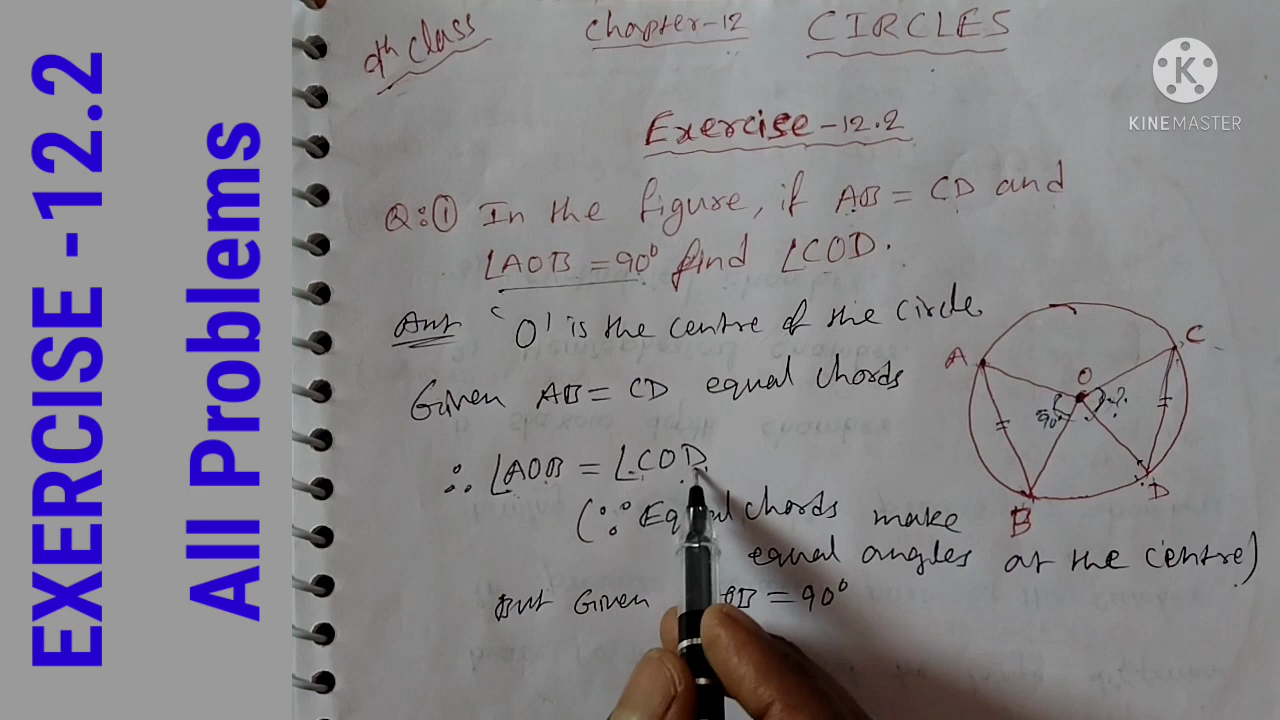 EXERCISE -12.2
All Problems
9th class
Chapter-12
CIRCLES
KINEMASTER
Exercise-12.2
Q:① In the figure, if AB = CD and
∠AOB = 90° find ∠COD.
Ans 'O' is the centre of the circle
Given AB = CD equal chords
∴ ∠AOB = ∠COD
(∵ Equal chords make
equal angles at the centre)
But Given OB = 90°
A
C
O
90°
?
B
D